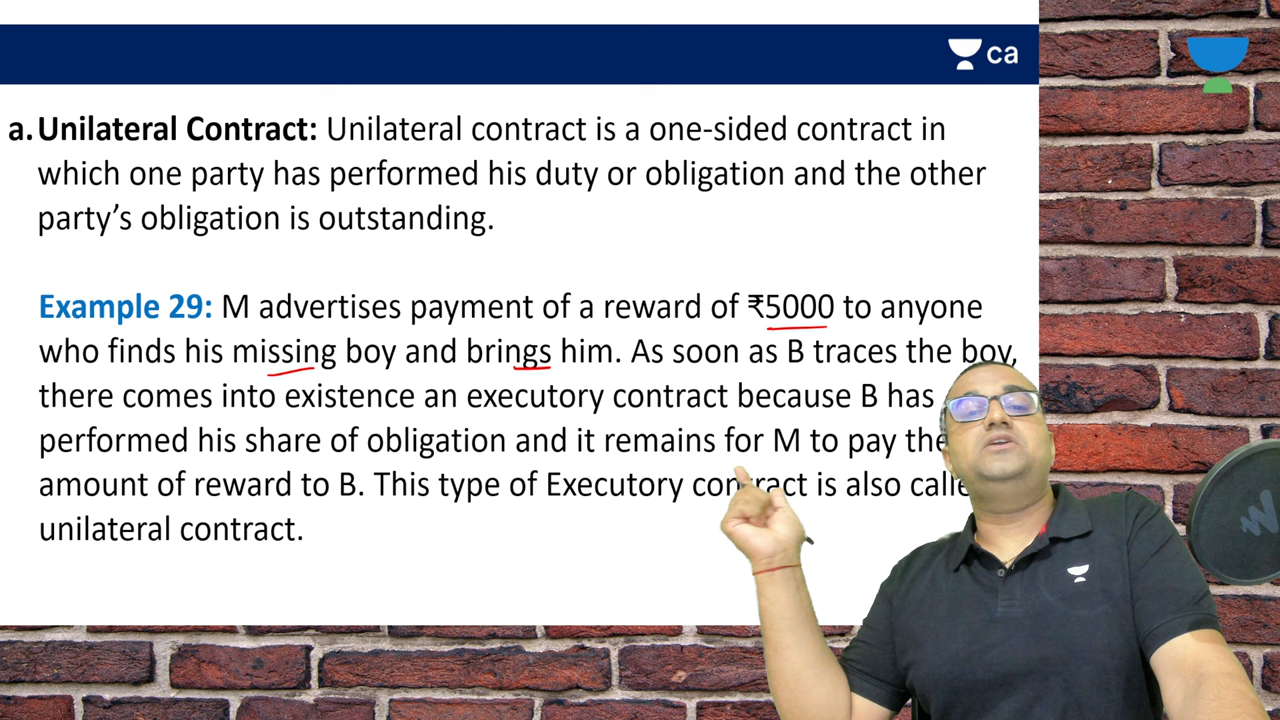 ca
a. Unilateral Contract: Unilateral contract is a one-sided contract in
which one party has performed his duty or obligation and the other
party’s obligation is outstanding.
Example 29: M advertises payment of a reward of ₹5000 to anyone
who finds his missing boy and brings him. As soon as B traces the boy,
there comes into existence an executory contract because B has
performed his share of obligation and it remains for M to pay the
amount of reward to B. This type of Executory contract is also
unilateral contract.